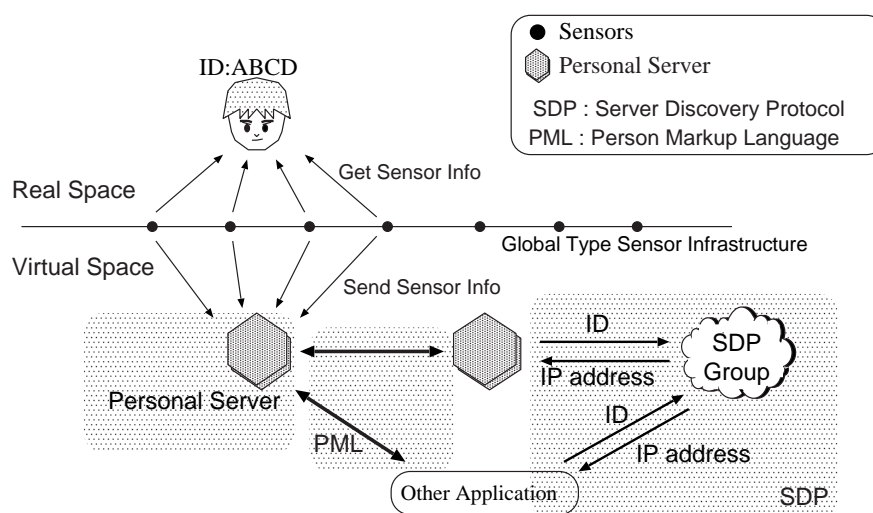 Sensors
Personal Server
SDP : Server Discovery Protocol
PML : Person Markup Language
ID:ABCD
Get Sensor Info
Real Space
Global Type Sensor Infrastructure
Virtual Space
Send Sensor Info
ID
SDP
Group
IP address
Personal Server
ID
PML
IP address
Other Application
SDP